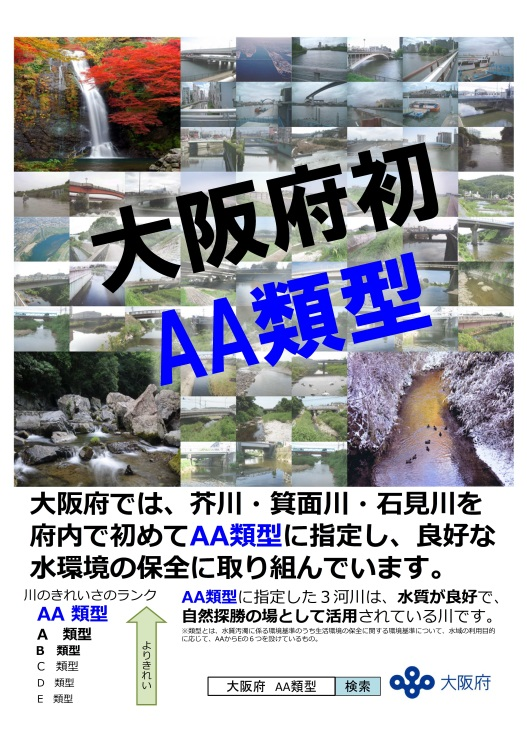 大阪府初
AA類型
大阪府では、芥川・箕面川・石見川を
府内で初めてAA類型に指定し、良好な
水環境の保全に取り組んでいます。
川のきれいさのランク
AA 類型
A 類型
B 類型
C 類型
D 類型
E 類型
よりきれい
AA類型に指定した3河川は、水質が良好で、
自然探勝の場として活用されている川です。
※類型とは、水質汚濁に係る環境基準のうち生活環境の保全に関する環境基準について、水域の利用目的
に応じて、AAからEの6つを設けているもの。
大阪府 AA類型 検索
大阪府